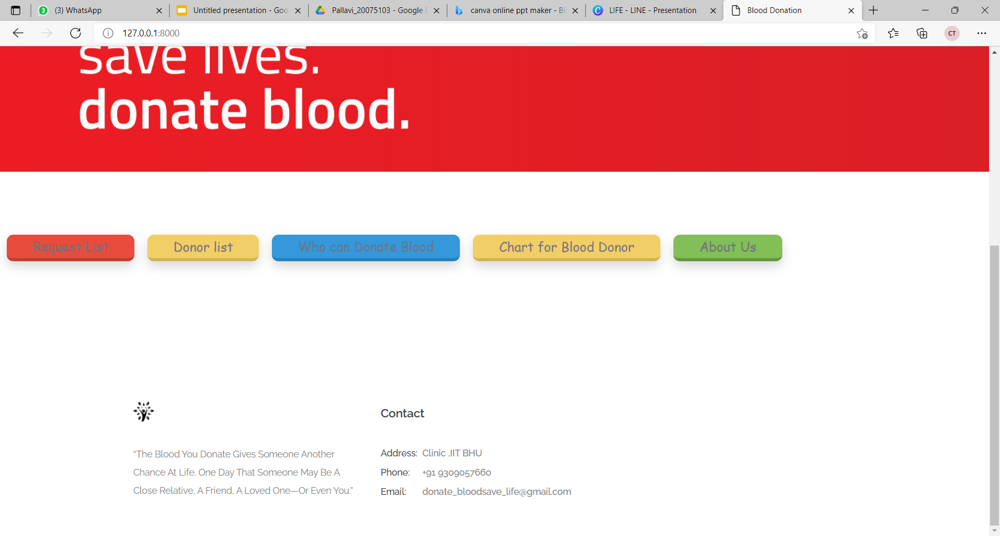 3 (3) WhatsApp
Untitled presentation - Goo
Pallavi_20075103 - Google
canva online ppt maker - Bi
LIFE - LINE - Presentation
Blood Donation
127.0.0.1:8000
CT
save lives.
donate blood.
Request List
Donor list
Who can Donate Blood
Chart for Blood Donor
About Us
Contact
“The Blood You Donate Gives Someone Another
Chance At Life. One Day That Someone May Be A
Close Relative, A Friend, A Loved One—Or Even You.”
Address: Clinic ,IIT BHU
Phone: +91 9309057660
Email: donate_bloodsave_life@gmail.com